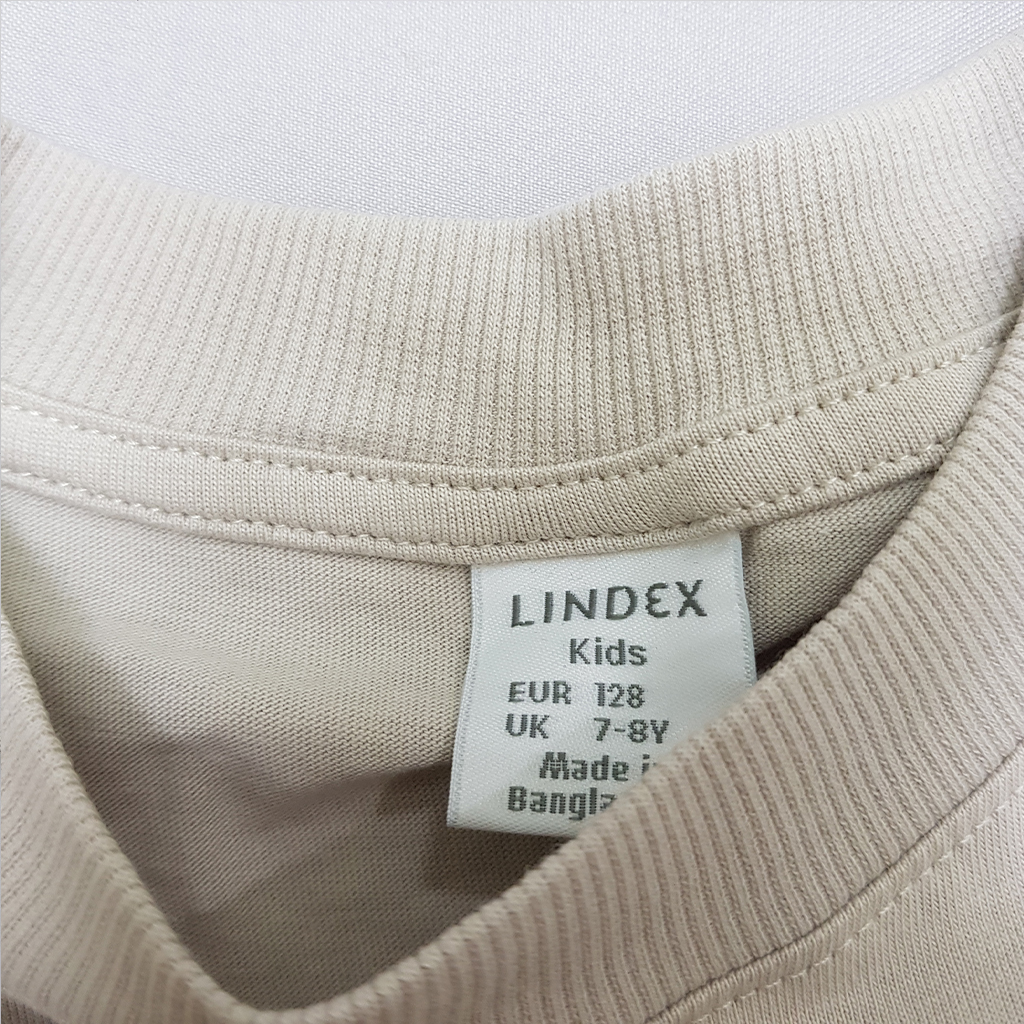 LINDEX
Kids
EUR 128
UK 7-8Y
Made